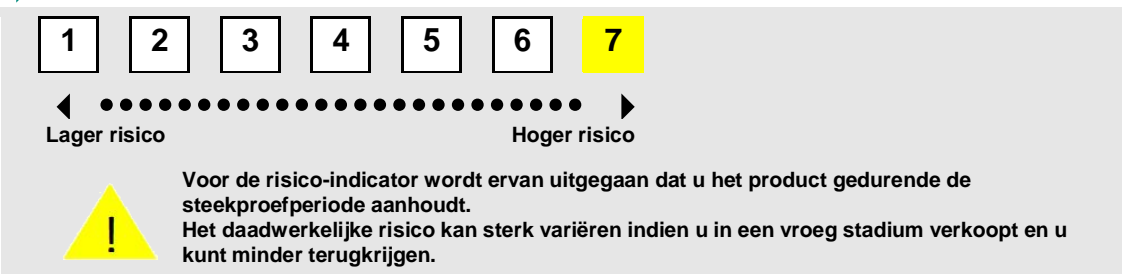 1 2 3 4 5 6 7
Lager risico Hoger risico
!
Voor de risico-indicator wordt ervan uitgegaan dat u het product gedurende de
steekproefperiode aanhoudt.
Het daadwerkelijke risico kan sterk variëren indien u in een vroeg stadium verkoopt en u
kunt minder terugkrijgen.